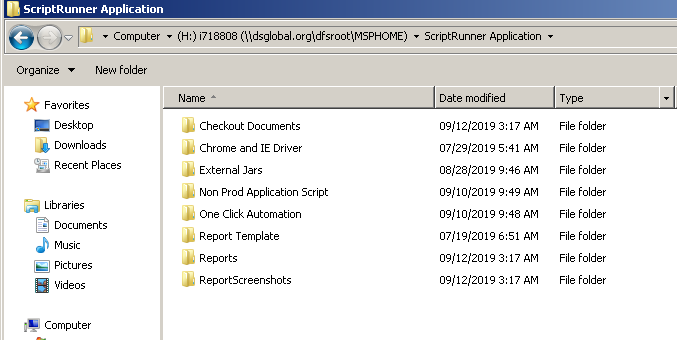 ScriptRunner Application
Computer (H:) i718808 (\\dsglobal.org\dfsroot\MSPHOME) ScriptRunner Application
Organize New folder
Favorites
Desktop
Downloads
Recent Places
Libraries
Documents
Music
Pictures
Videos
Computer
Name Date modified Type
Checkout Documents 09/12/2019 3:17 AM File folder
Chrome and IE Driver 07/29/2019 5:41 AM File folder
External Jars 08/28/2019 9:46 AM File folder
Non Prod Application Script 09/10/2019 9:49 AM File folder
One Click Automation 09/10/2019 9:48 AM File folder
Report Template 07/19/2019 6:51 AM File folder
Reports 09/12/2019 3:17 AM File folder
ReportScreenshots 09/12/2019 3:17 AM File folder